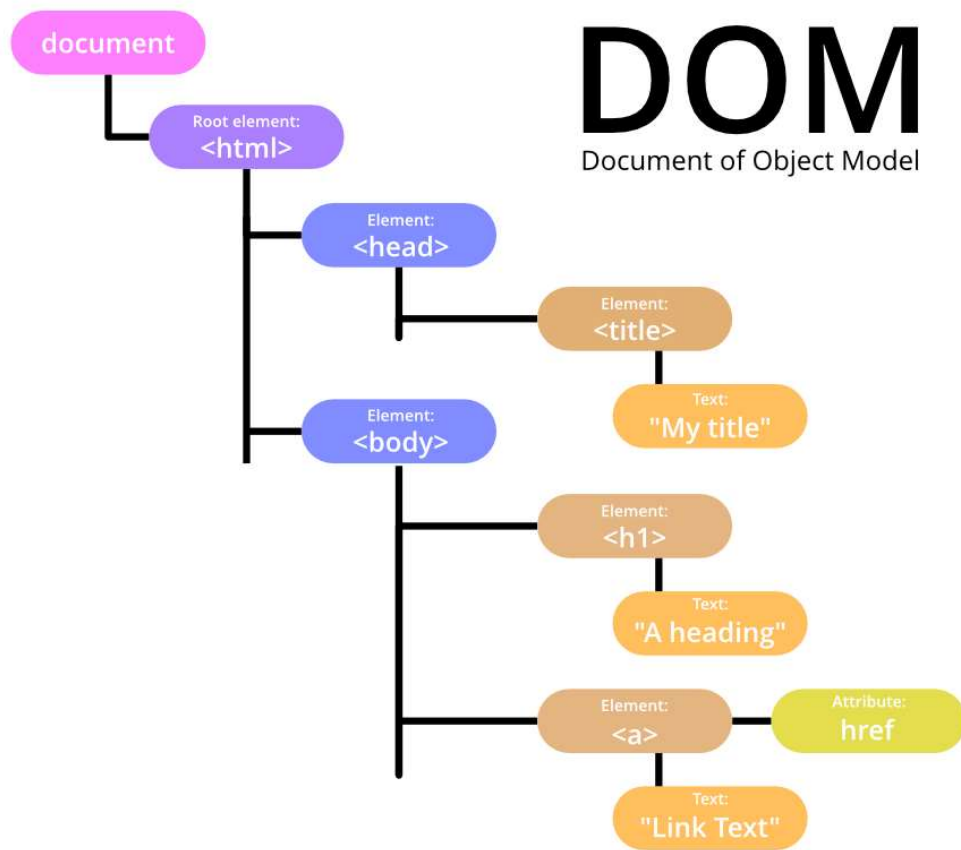 document
DOM
Document of Object Model
Root element:
<html>
Element:
<head>
Element:
<title>
Text:
"My title"
Element:
<body>
Element:
<h1>
Text:
"A heading"
Element:
<a>
Attribute:
href
Text:
"Link Text"